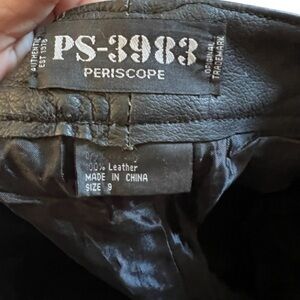 AUTHENTIC
EST 1976
PS-3983
PERISCOPE
ORIGINAL
TRADEMARK
100% Leather
MADE IN CHINA
SIZE 9